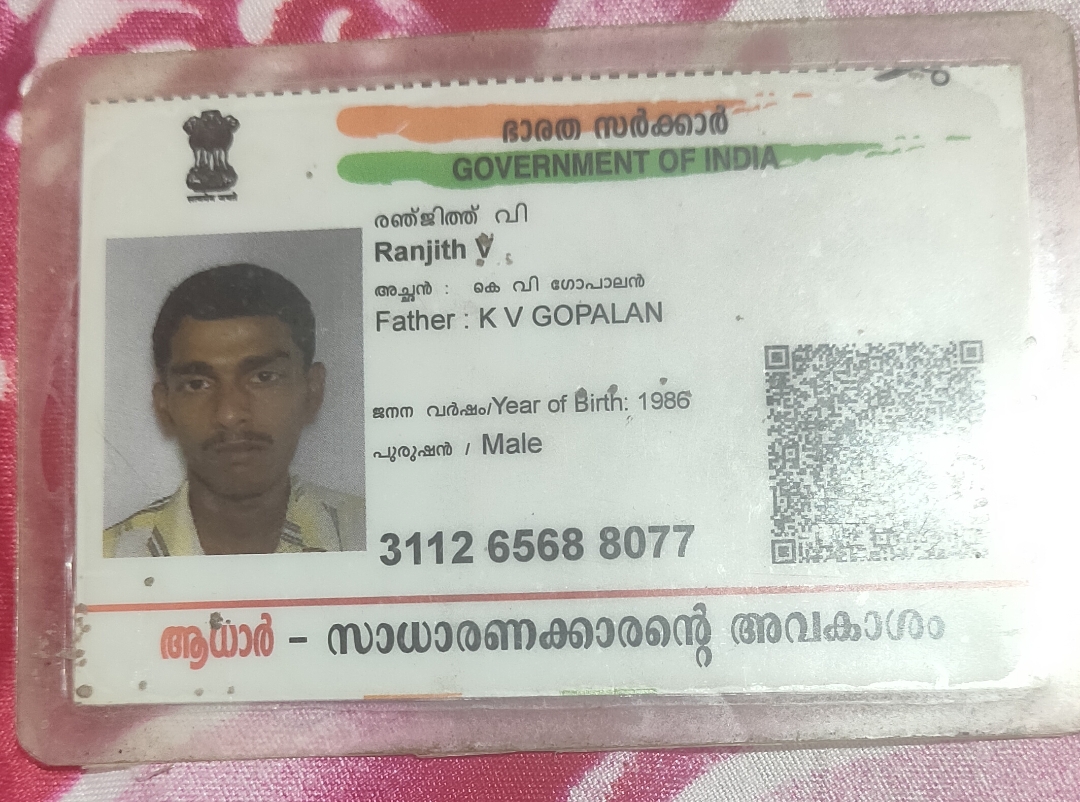 ഭാരത സർക്കാർ
GOVERNMENT OF INDIA
രഞ്ജിത്ത് വി
Ranjith V
അച്ഛൻ : കെ വി ഗോപാലൻ
Father : K V GOPALAN
ജനന വർഷം/Year of Birth: 1986
പുരുഷൻ / Male
3112 6568 8077
ആധാർ – സാധാരണക്കാരന്റെ അവകാശം